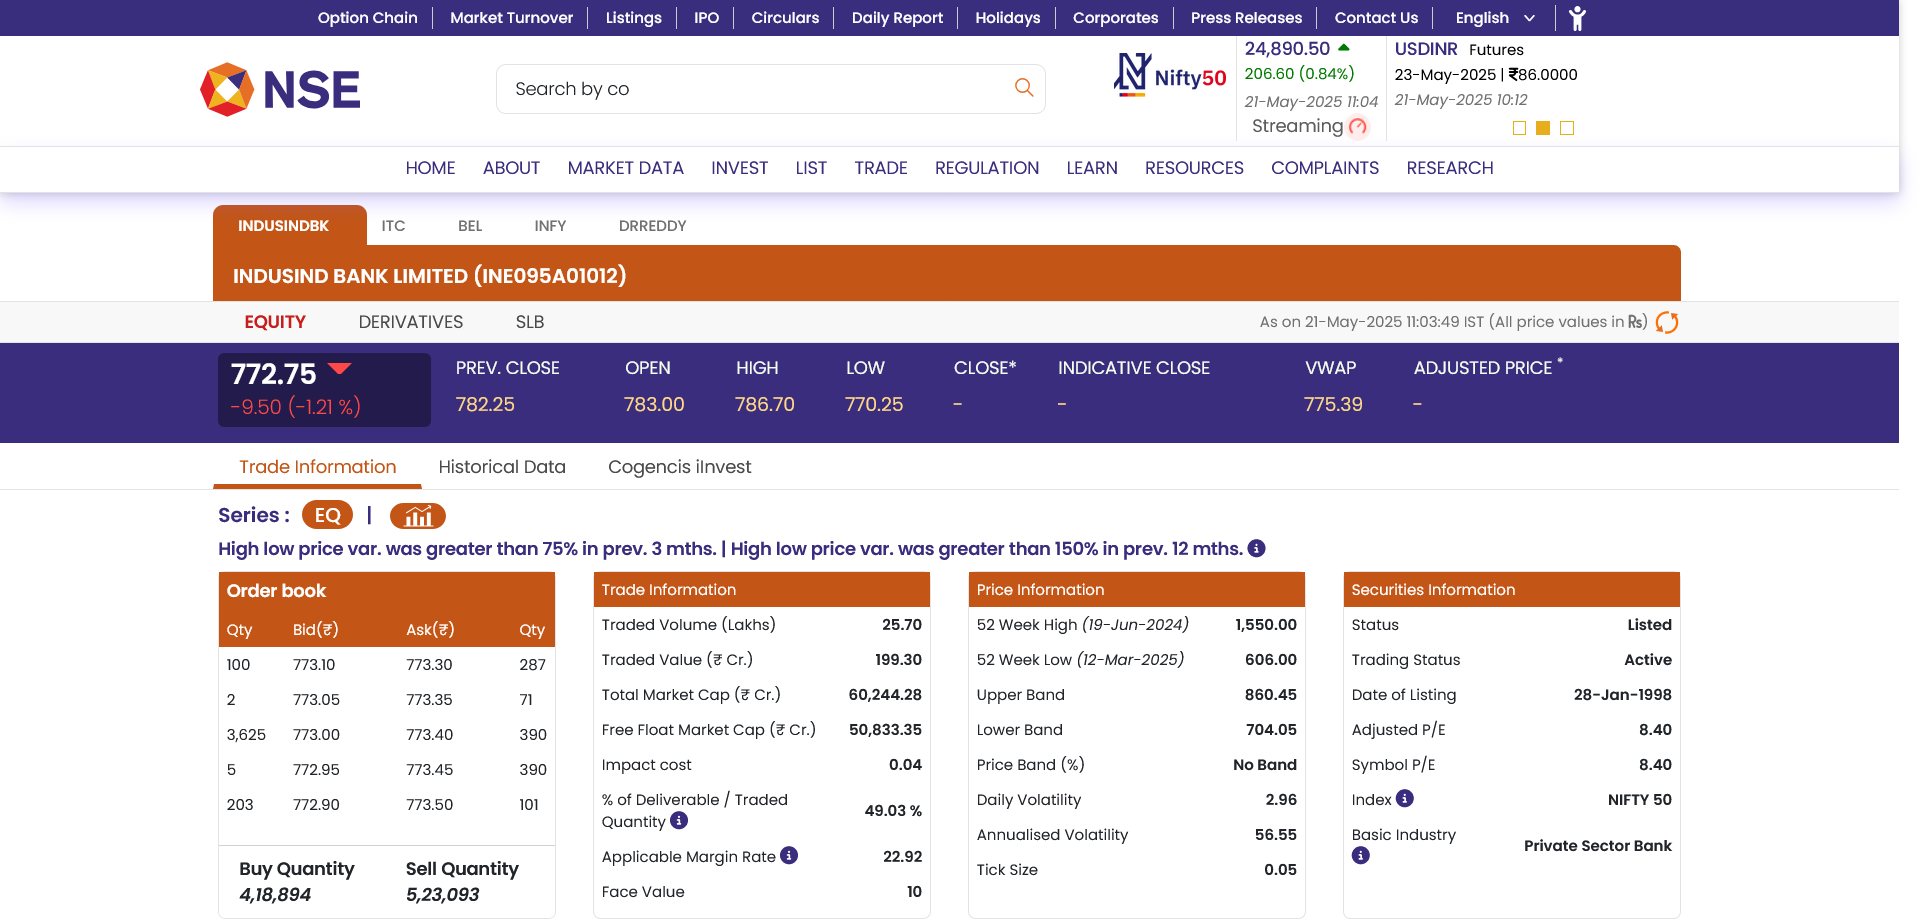 Option Chain Market Turnover Listings IPO Circulars Daily Report Holidays Corporates Press Releases Contact Us English
NSE
Search by co
Nifty50
24,890.50
206.60 (0.84%)
21-May-2025 11:04
Streaming
USDINR Futures
23-May-2025 | ₹86.0000
21-May-2025 10:12
HOME ABOUT MARKET DATA INVEST LIST TRADE REGULATION LEARN RESOURCES COMPLAINTS RESEARCH
INDUSINDBK ITC BEL INFY DRREDDY
INDUSIND BANK LIMITED (INE095A01012)
EQUITY DERIVATIVES SLB As on 21-May-2025 11:03:49 IST (All price values in ₨)
772.75
-9.50 (-1.21 %)
PREV. CLOSE OPEN HIGH LOW CLOSE* INDICATIVE CLOSE VWAP ADJUSTED PRICE *
782.25 783.00 786.70 770.25 - - 775.39 -
Trade Information Historical Data Cogencis iInvest
Series : EQ |
High low price var. was greater than 75% in prev. 3 mths. | High low price var. was greater than 150% in prev. 12 mths.
Order book
Qty Bid(₹) Ask(₹) Qty
100 773.10 773.30 287
2 773.05 773.35 71
3,625 773.00 773.40 390
5 772.95 773.45 390
203 772.90 773.50 101
Buy Quantity Sell Quantity
4,18,894 5,23,093
Trade Information
Traded Volume (Lakhs) 25.70
Traded Value (₹ Cr.) 199.30
Total Market Cap (₹ Cr.) 60,244.28
Free Float Market Cap (₹ Cr.) 50,833.35
Impact cost 0.04
% of Deliverable / Traded
Quantity 49.03 %
Applicable Margin Rate 22.92
Face Value 10
Price Information
52 Week High (19-Jun-2024) 1,550.00
52 Week Low (12-Mar-2025) 606.00
Upper Band 860.45
Lower Band 704.05
Price Band (%) No Band
Daily Volatility 2.96
Annualised Volatility 56.55
Tick Size 0.05
Securities Information
Status Listed
Trading Status Active
Date of Listing 28-Jan-1998
Adjusted P/E 8.40
Symbol P/E 8.40
Index NIFTY 50
Basic Industry Private Sector Bank